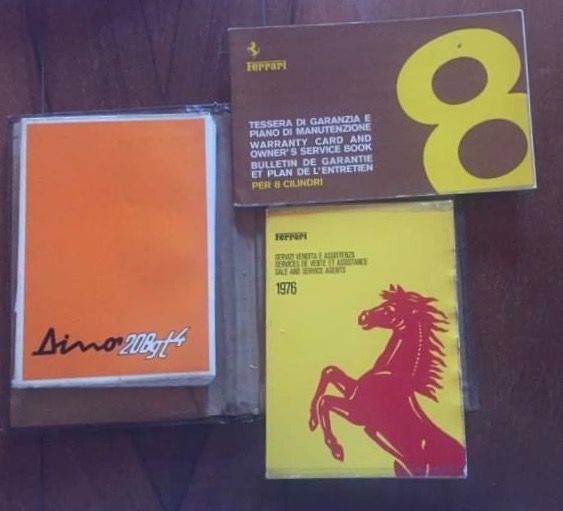 Dino 208gt4
Ferrari
TESSERA DI GARANZIA E
PIANO DI MANUTENZIONE
WARRANTY CARD AND
OWNER'S SERVICE BOOK
BULLETIN DE GARANTIE
ET PLAN DE L'ENTRETIEN
PER 8 CILINDRI
8
Ferrari
SERVIZI VENDITA E ASSISTENZA
SERVICES DE VENTE ET ASSISTANCE
SALE AND SERVICE AGENTS
1976